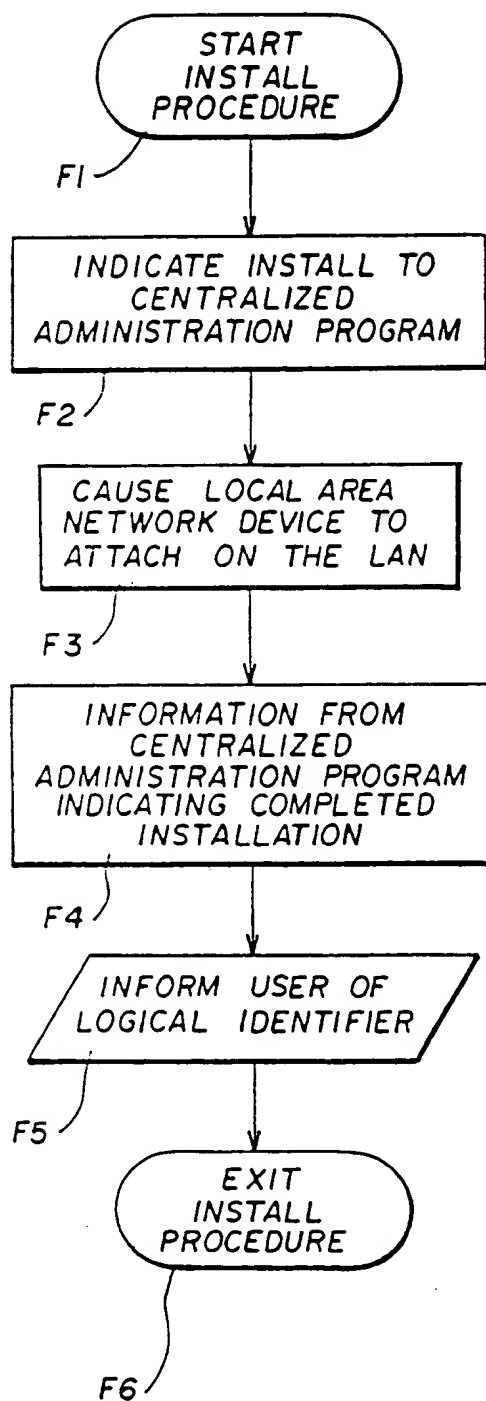 START
INSTALL
PROCEDURE
F1
INDICATE INSTALL TO
CENTRALIZED
ADMINISTRATION PROGRAM
F2
CAUSE LOCAL AREA
NETWORK DEVICE TO
ATTACH ON THE LAN
F3
INFORMATION FROM
CENTRALIZED
ADMINISTRATION PROGRAM
INDICATING COMPLETED
INSTALLATION
F4
INFORM USER OF
LOGICAL IDENTIFIER
F5
EXIT
INSTALL
PROCEDURE
F6